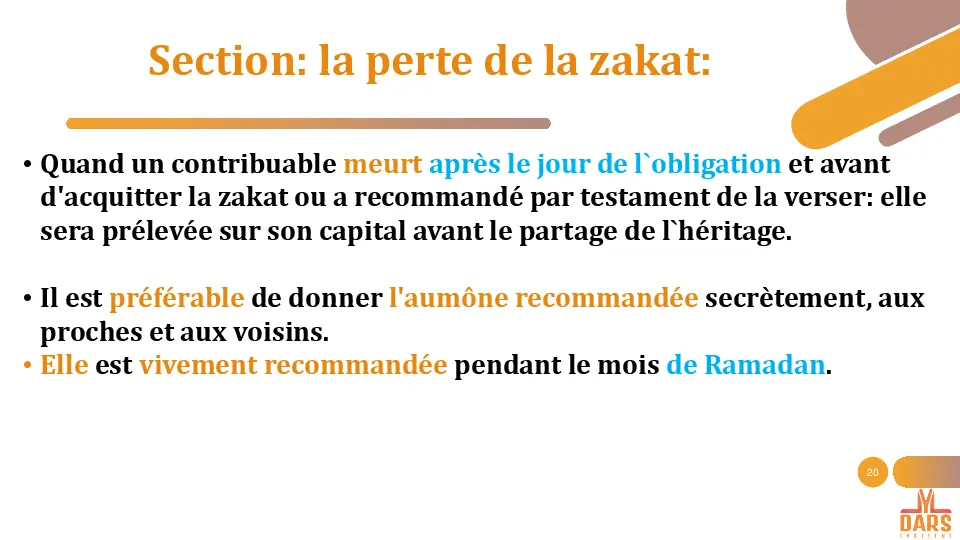 Section: la perte de la zakat:
• Quand un contribuable meurt après le jour de l`obligation et avant
d'acquitter la zakat ou a recommandé par testament de la verser: elle
sera prélevée sur son capital avant le partage de l`héritage.
• Il est préférable de donner l'aumône recommandée secrètement, aux
proches et aux voisins.
• Elle est vivement recommandée pendant le mois de Ramadan.
20
DARS
INSTITUT